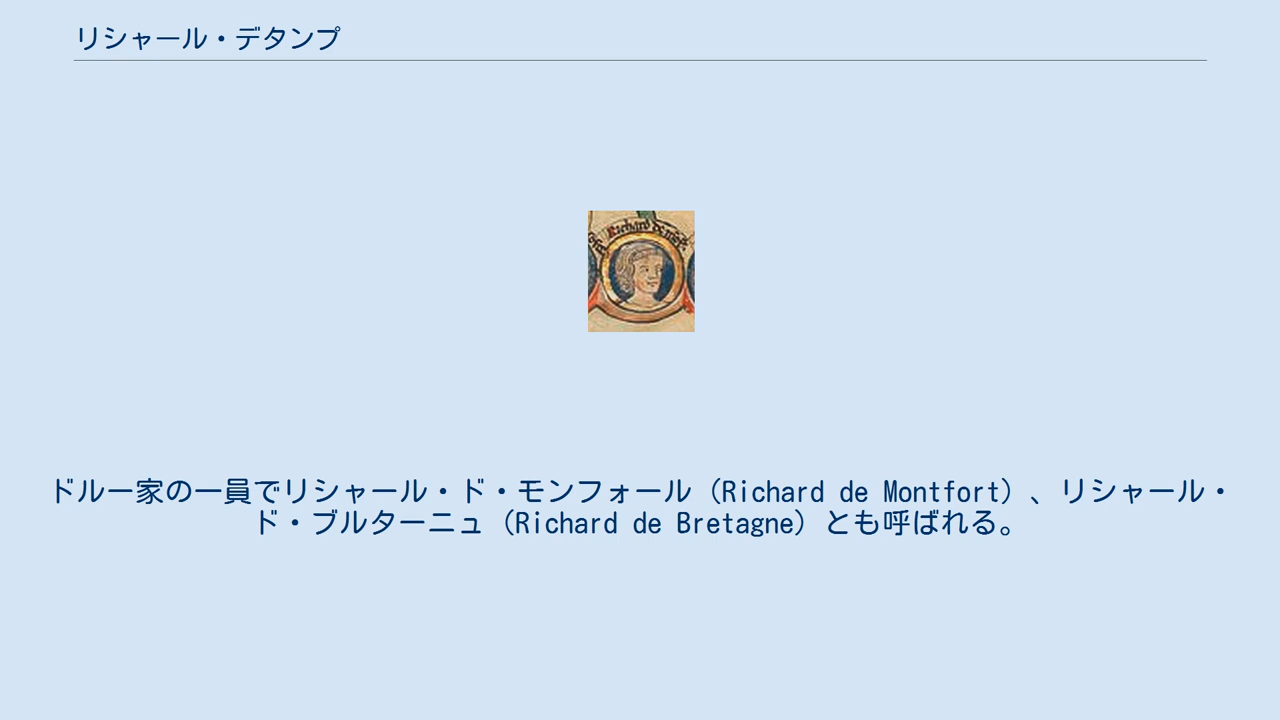 リシャール・デタンプ
Richard de
ドルー家の一員でリシャール・ド・モンフォール（Richard de Montfort）、リシャール・
ド・ブルターニュ（Richard de Bretagne）とも呼ばれる。